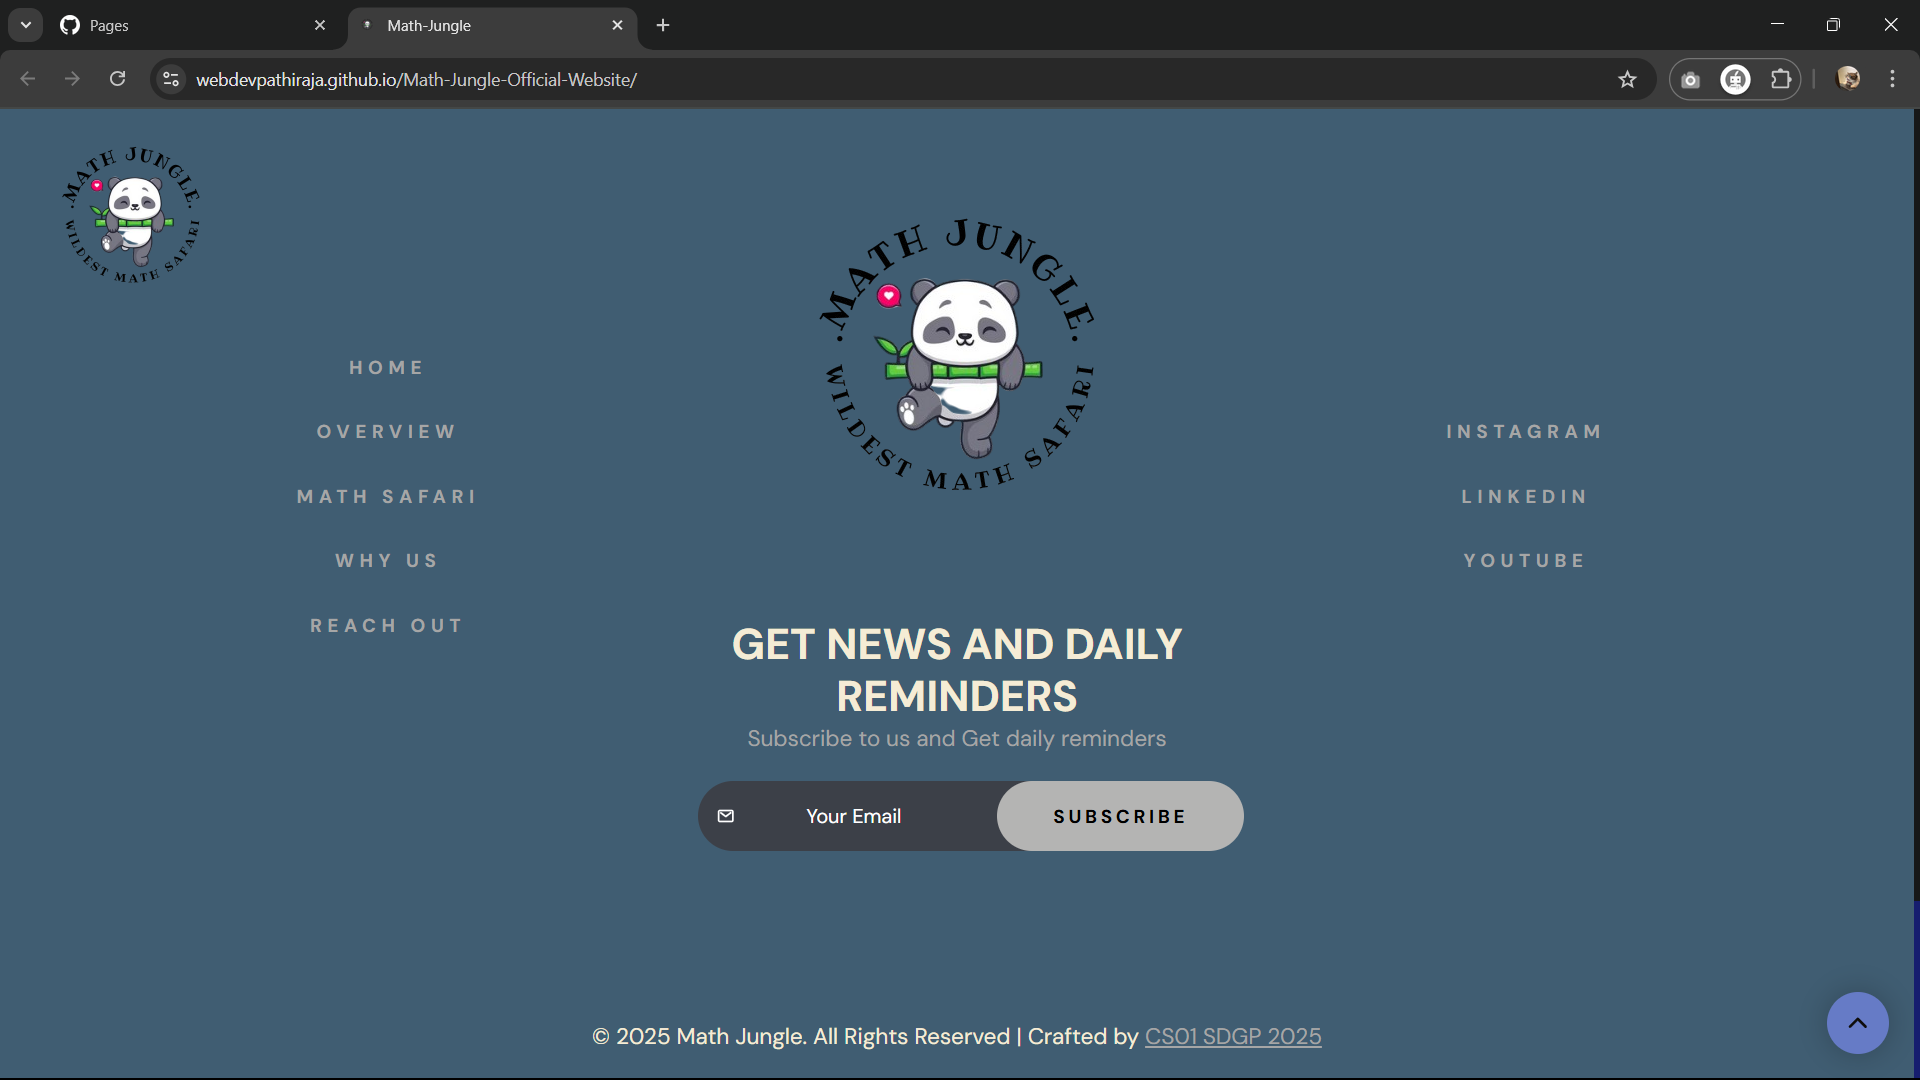 Pages
Math-Jungle
webdevpathiraja.github.io/Math-Jungle-Official-Website/
·MATH JUNGLE·
WILDEST MATH SAFARI
·MATH JUNGLE·
WILDEST MATH SAFARI
HOME
OVERVIEW
MATH SAFARI
WHY US
REACH OUT
INSTAGRAM
LINKEDIN
YOUTUBE
GET NEWS AND DAILY
REMINDERS
Subscribe to us and Get daily reminders
Your Email
SUBSCRIBE
© 2025 Math Jungle. All Rights Reserved | Crafted by CS01 SDGP 2025